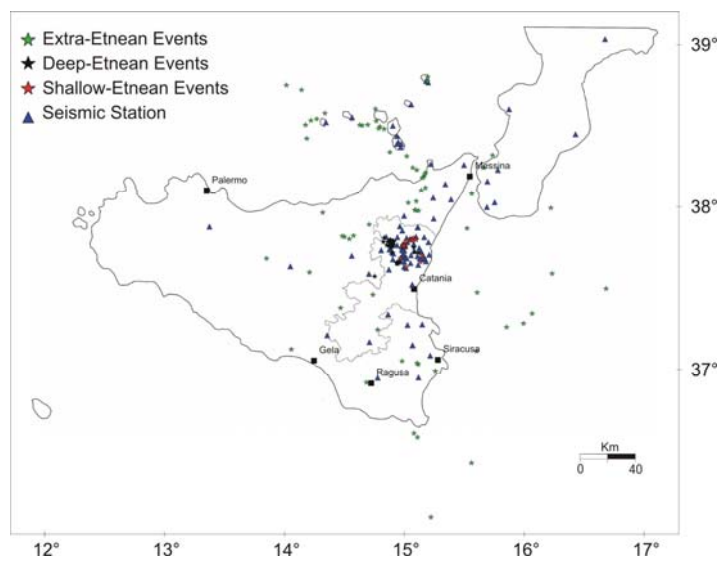 Extra-Etnean Events
Deep-Etnean Events
Shallow-Etnean Events
Seismic Station
39°
Messina
Palermo
38°
Catania
Gela
Siracusa
Ragusa
37°
Km
0 40
12° 13° 14° 15° 16° 17°